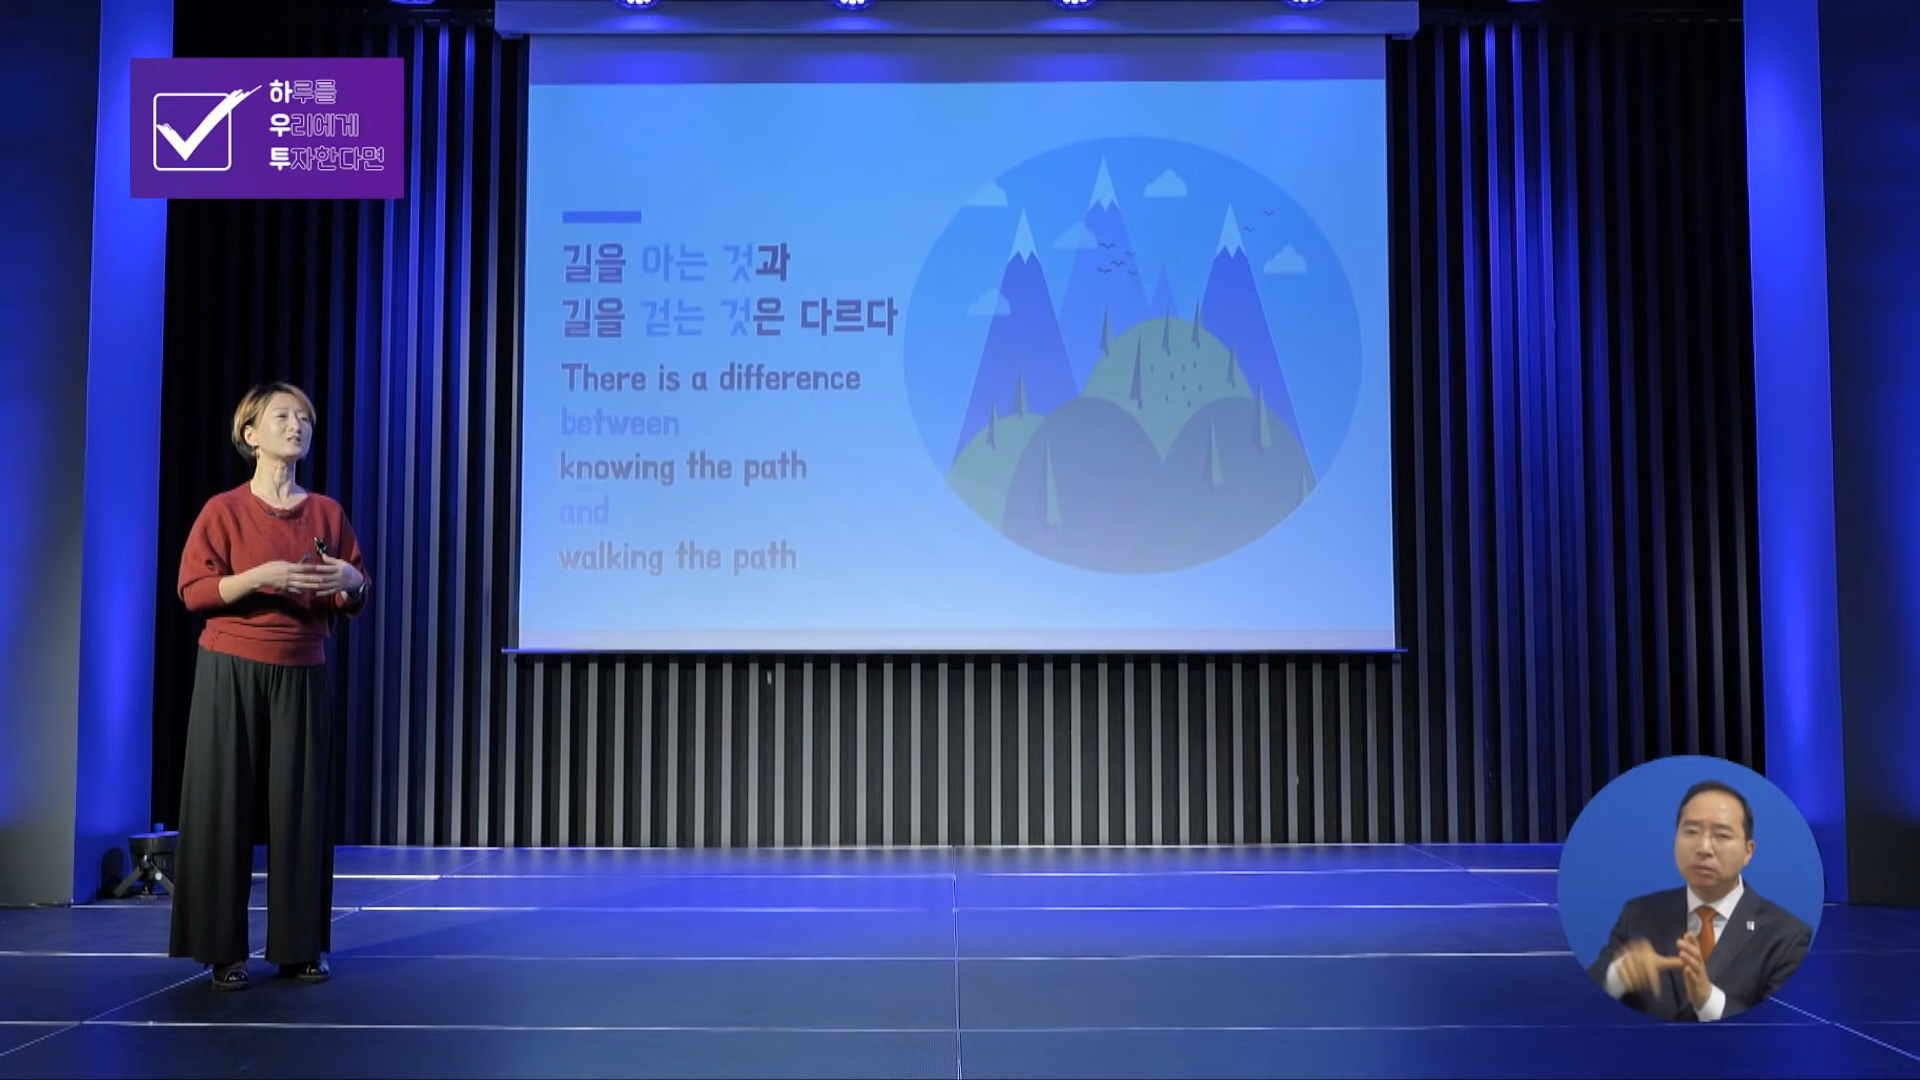 하루를
우리에게
투자한다면
길을 아는 것과
길을 걷는 것은 다르다
There is a difference
between
knowing the path
and
walking the path